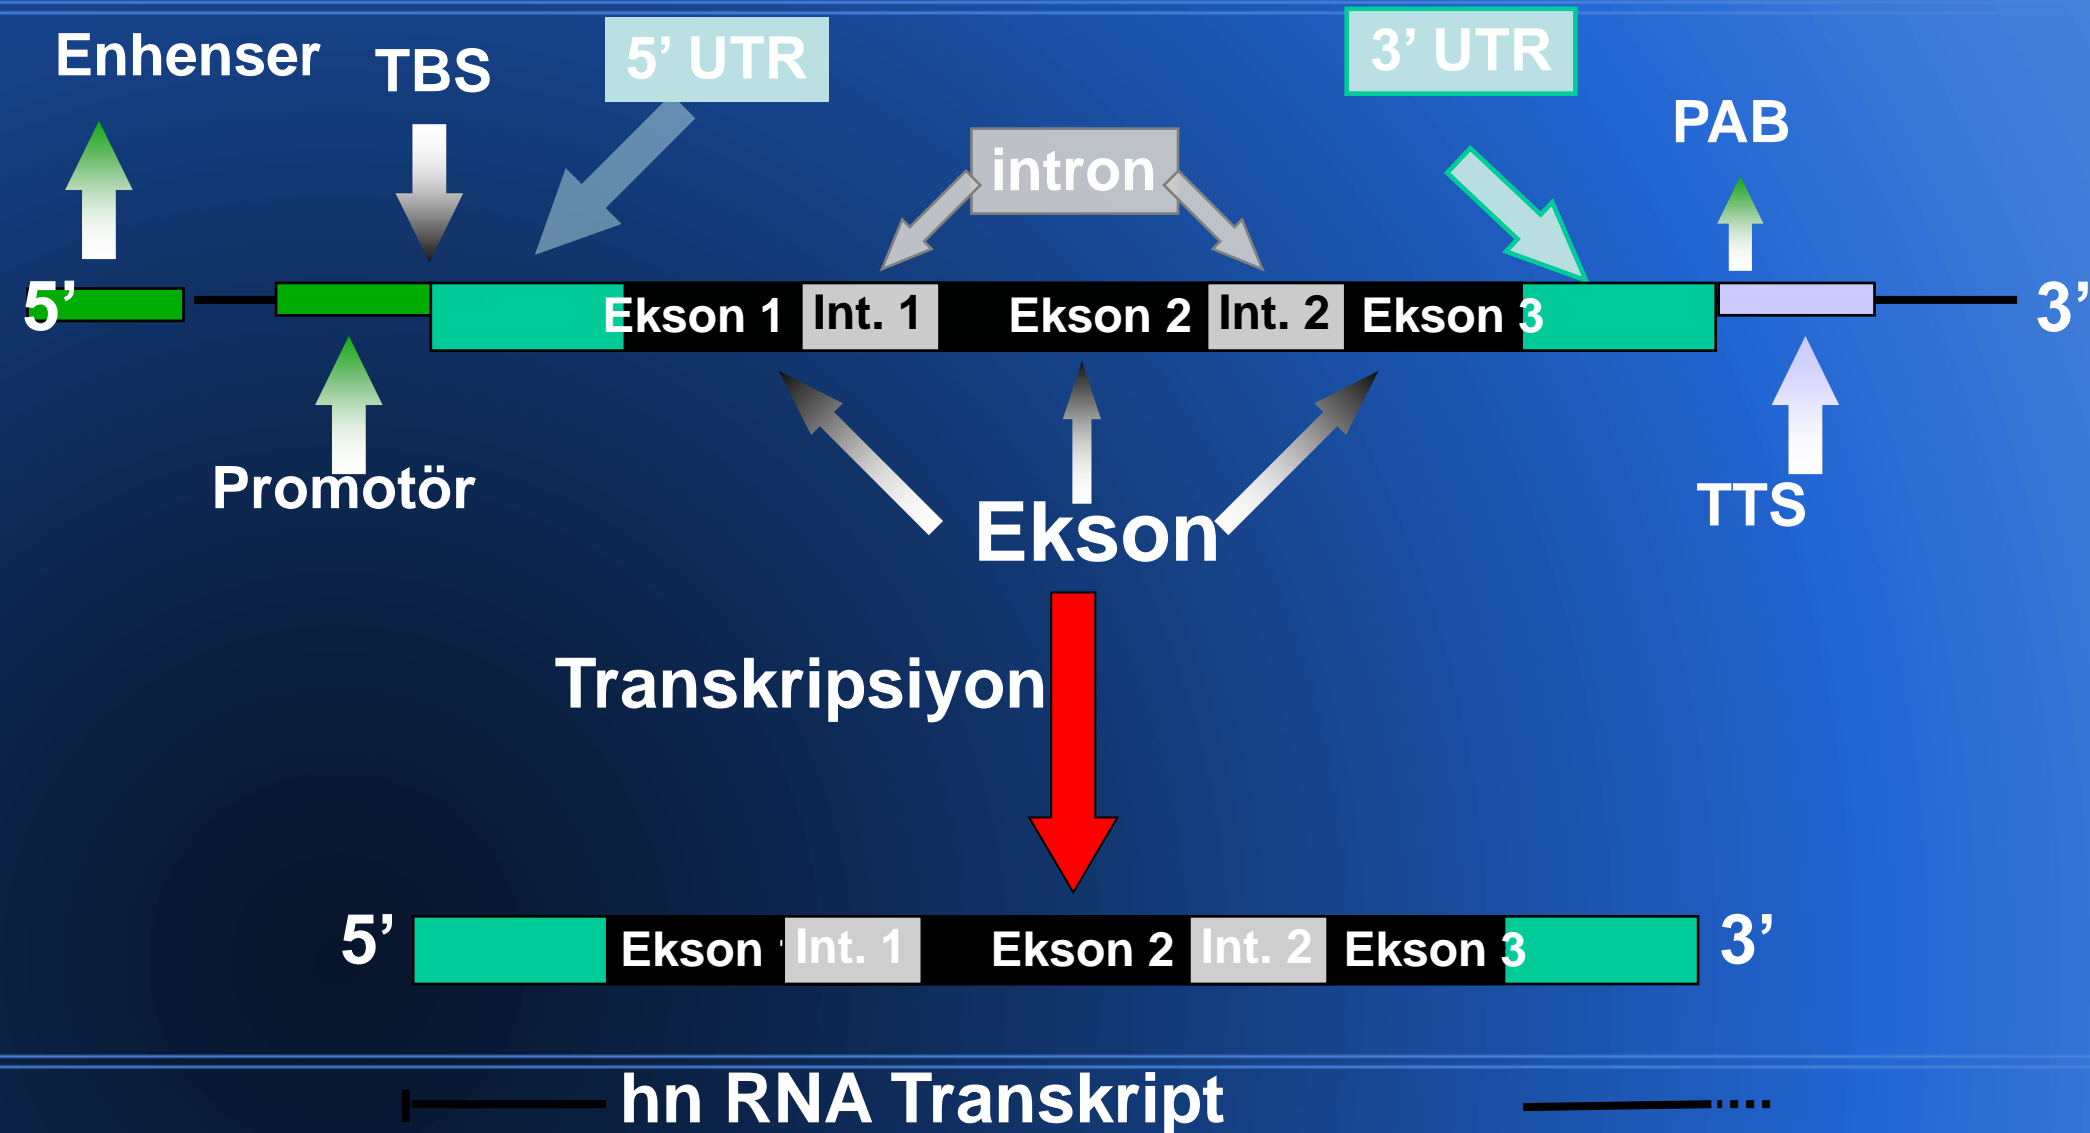 Enhenser
TBS
5’ UTR
3’ UTR
PAB
intron
5’
Ekson 1
Int. 1
Ekson 2
Int. 2
Ekson 3
3’
Promotör
Ekson
TTS
Transkripsiyon
5’
Ekson
Int. 1
Ekson 2
Int. 2
Ekson 3
3’
hn RNA Transkript